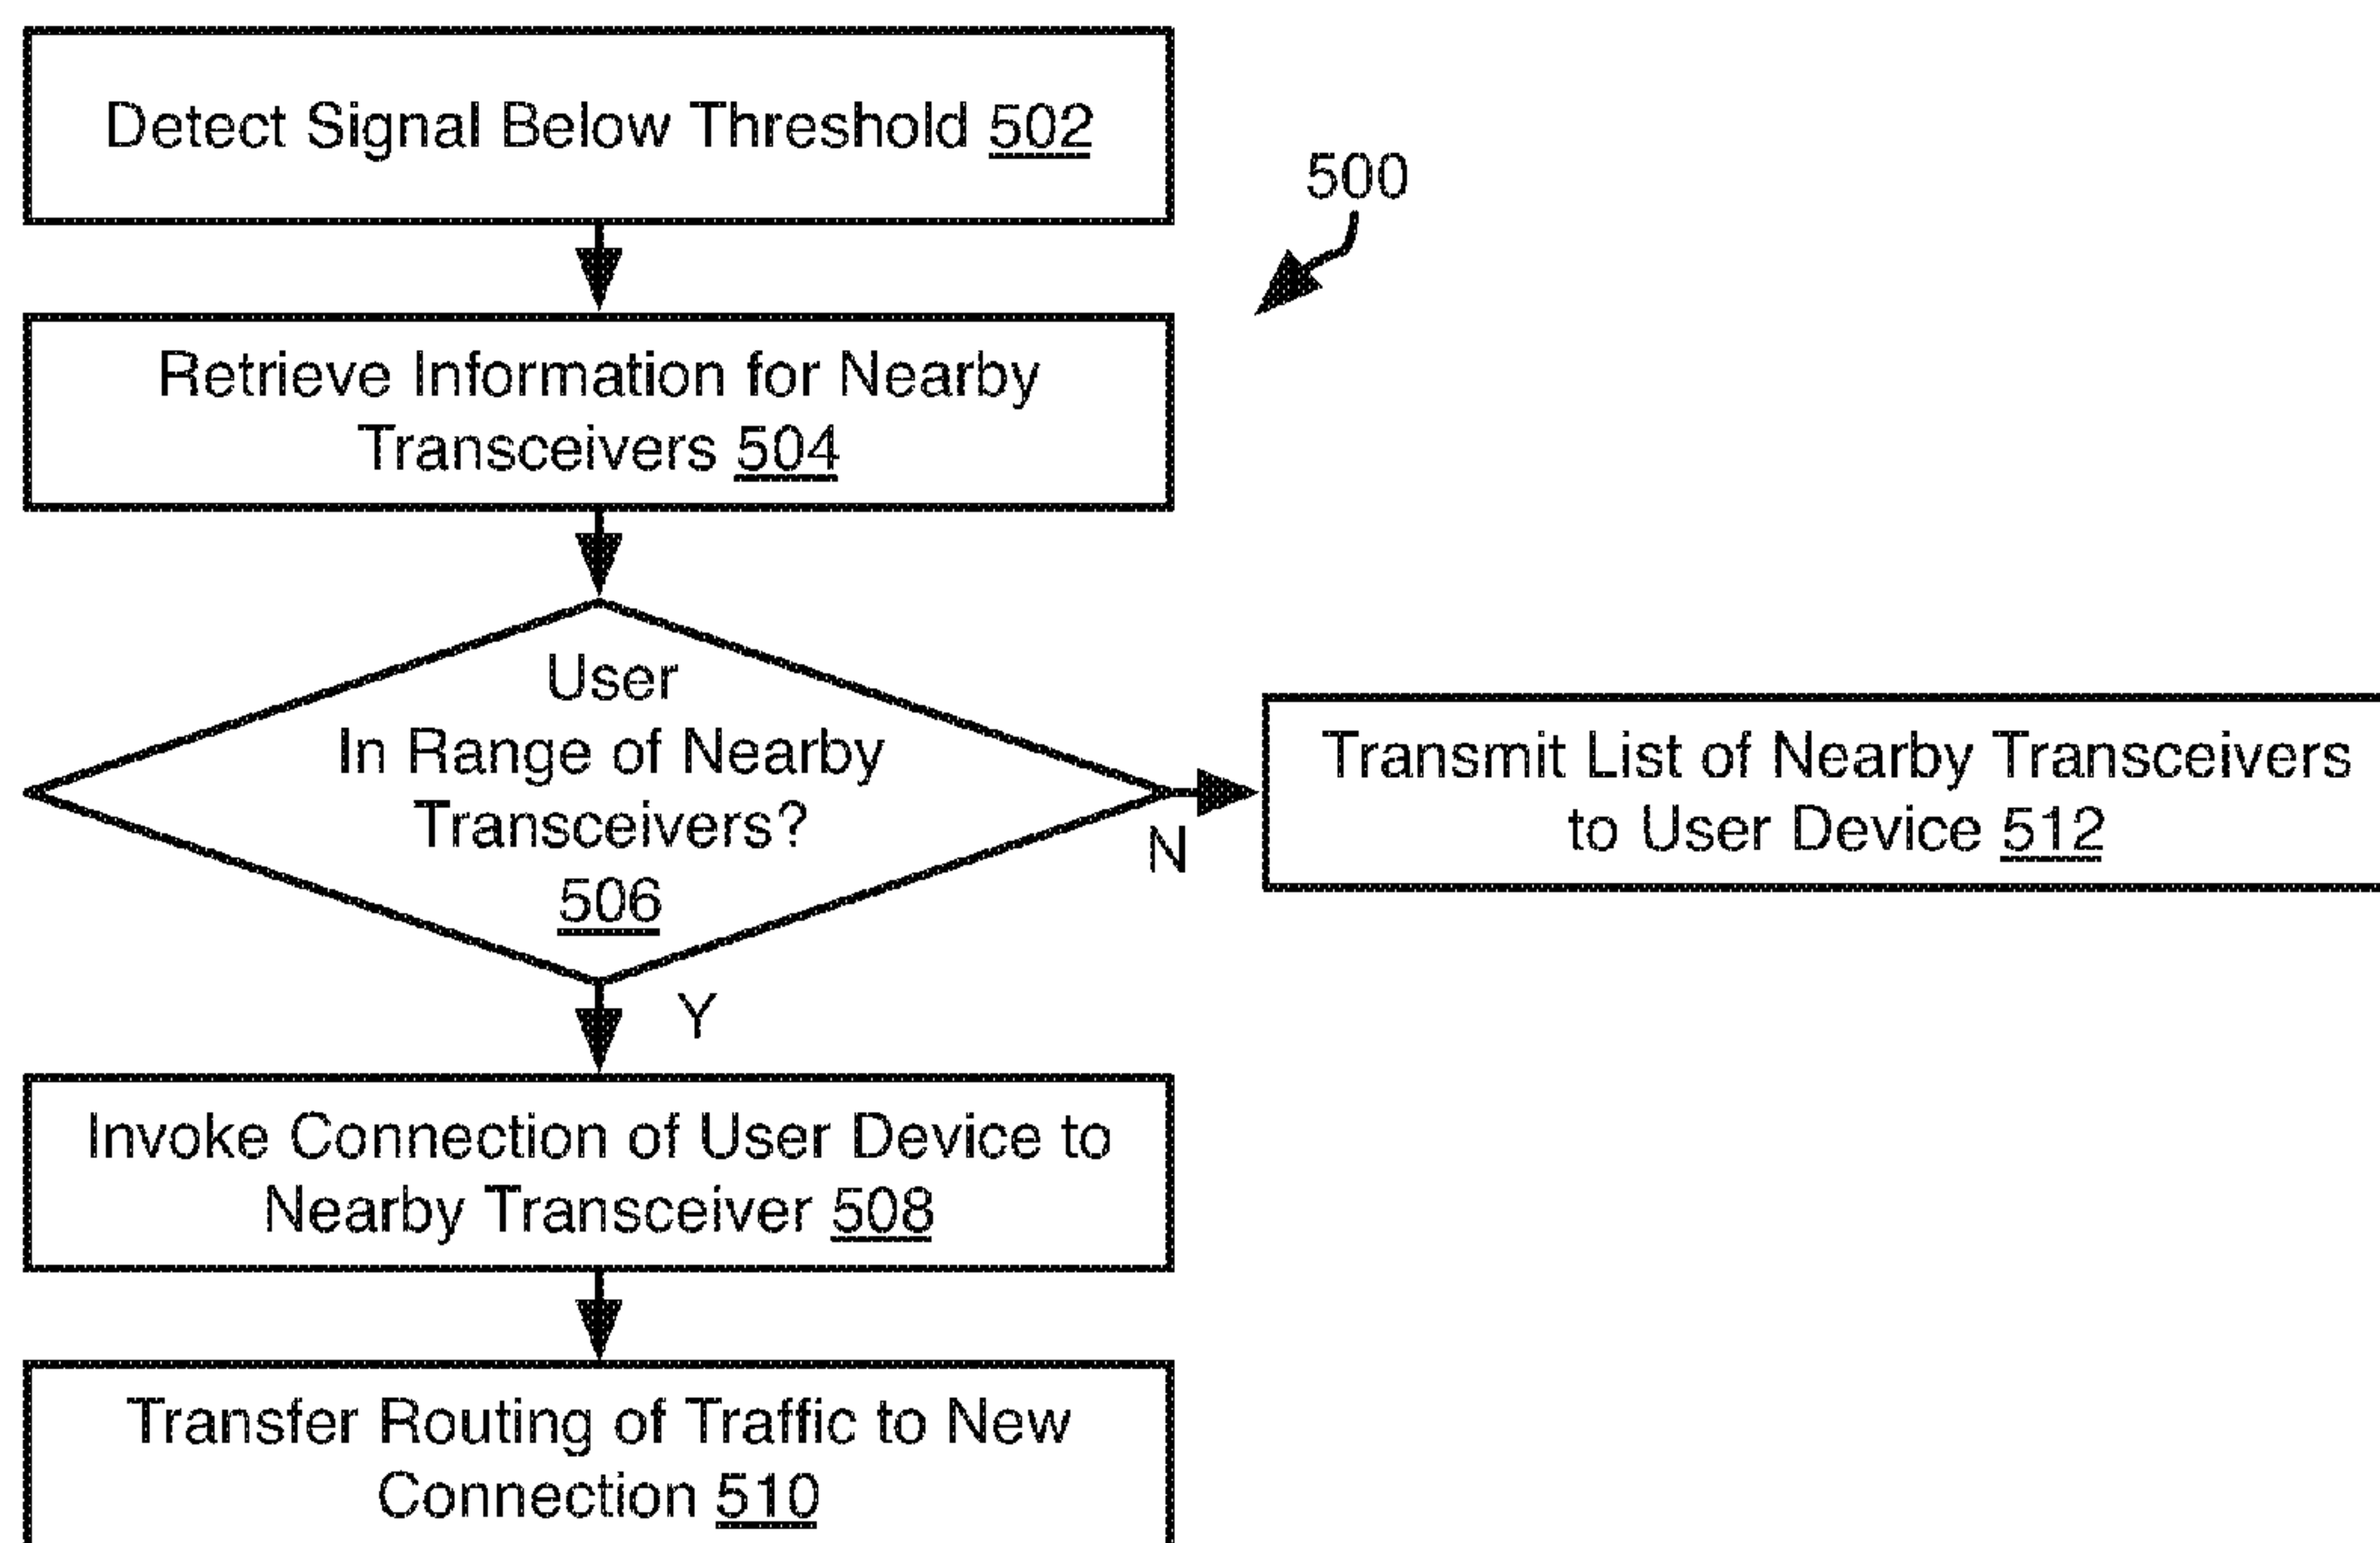 Detect Signal Below Threshold 502
500
Retrieve Information for Nearby
Transceivers 504
User
In Range of Nearby
Transceivers?
506
N
Transmit List of Nearby Transceivers
to User Device 512
Y
Invoke Connection of User Device to
Nearby Transceiver 508
Transfer Routing of Traffic to New
Connection 510